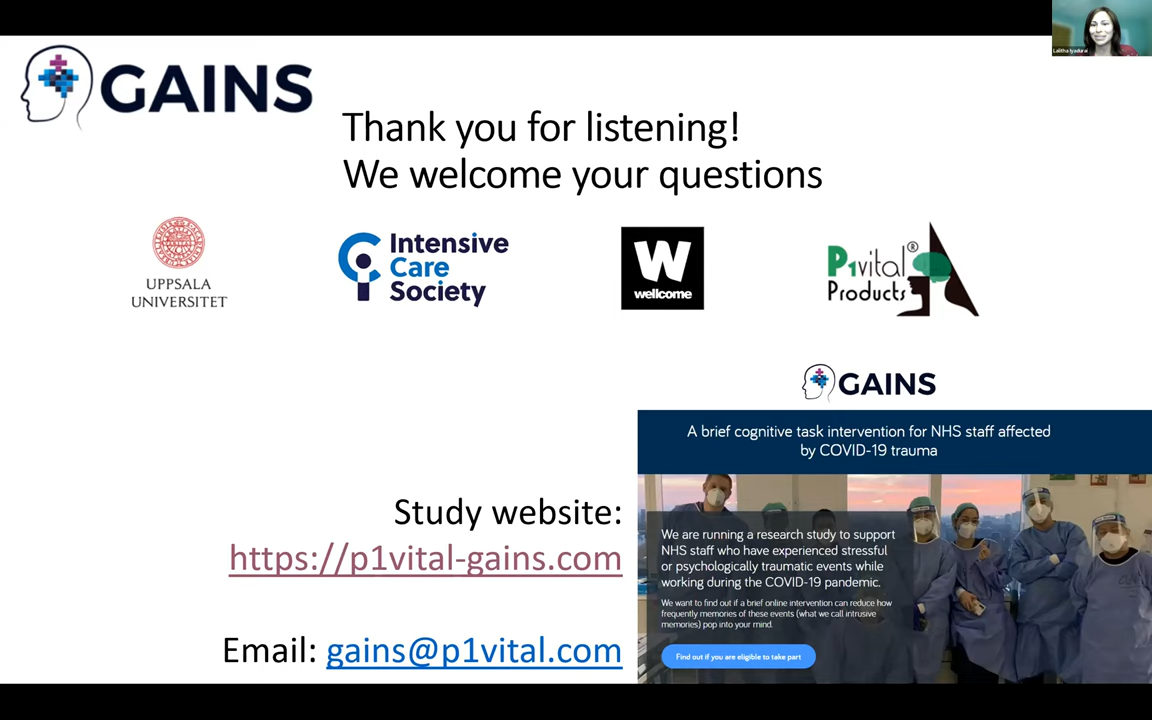 Lalitha Iyadurai
GAINS
Thank you for listening!
We welcome your questions
UPPSALA
UNIVERSITET
Intensive
Care
Society
W
wellcome
P1vital®
Products
GAINS
A brief cognitive task intervention for NHS staff affected
by COVID-19 trauma
We are running a research study to support
NHS staff who have experienced stressful
or psychologically traumatic events while
working during the COVID-19 pandemic.
We want to find out if a brief online intervention can reduce how
frequently memories of these events (what we call intrusive
memories) pop into your mind.
Find out if you are eligible to take part
Study website:
https://p1vital-gains.com
Email: gains@p1vital.com